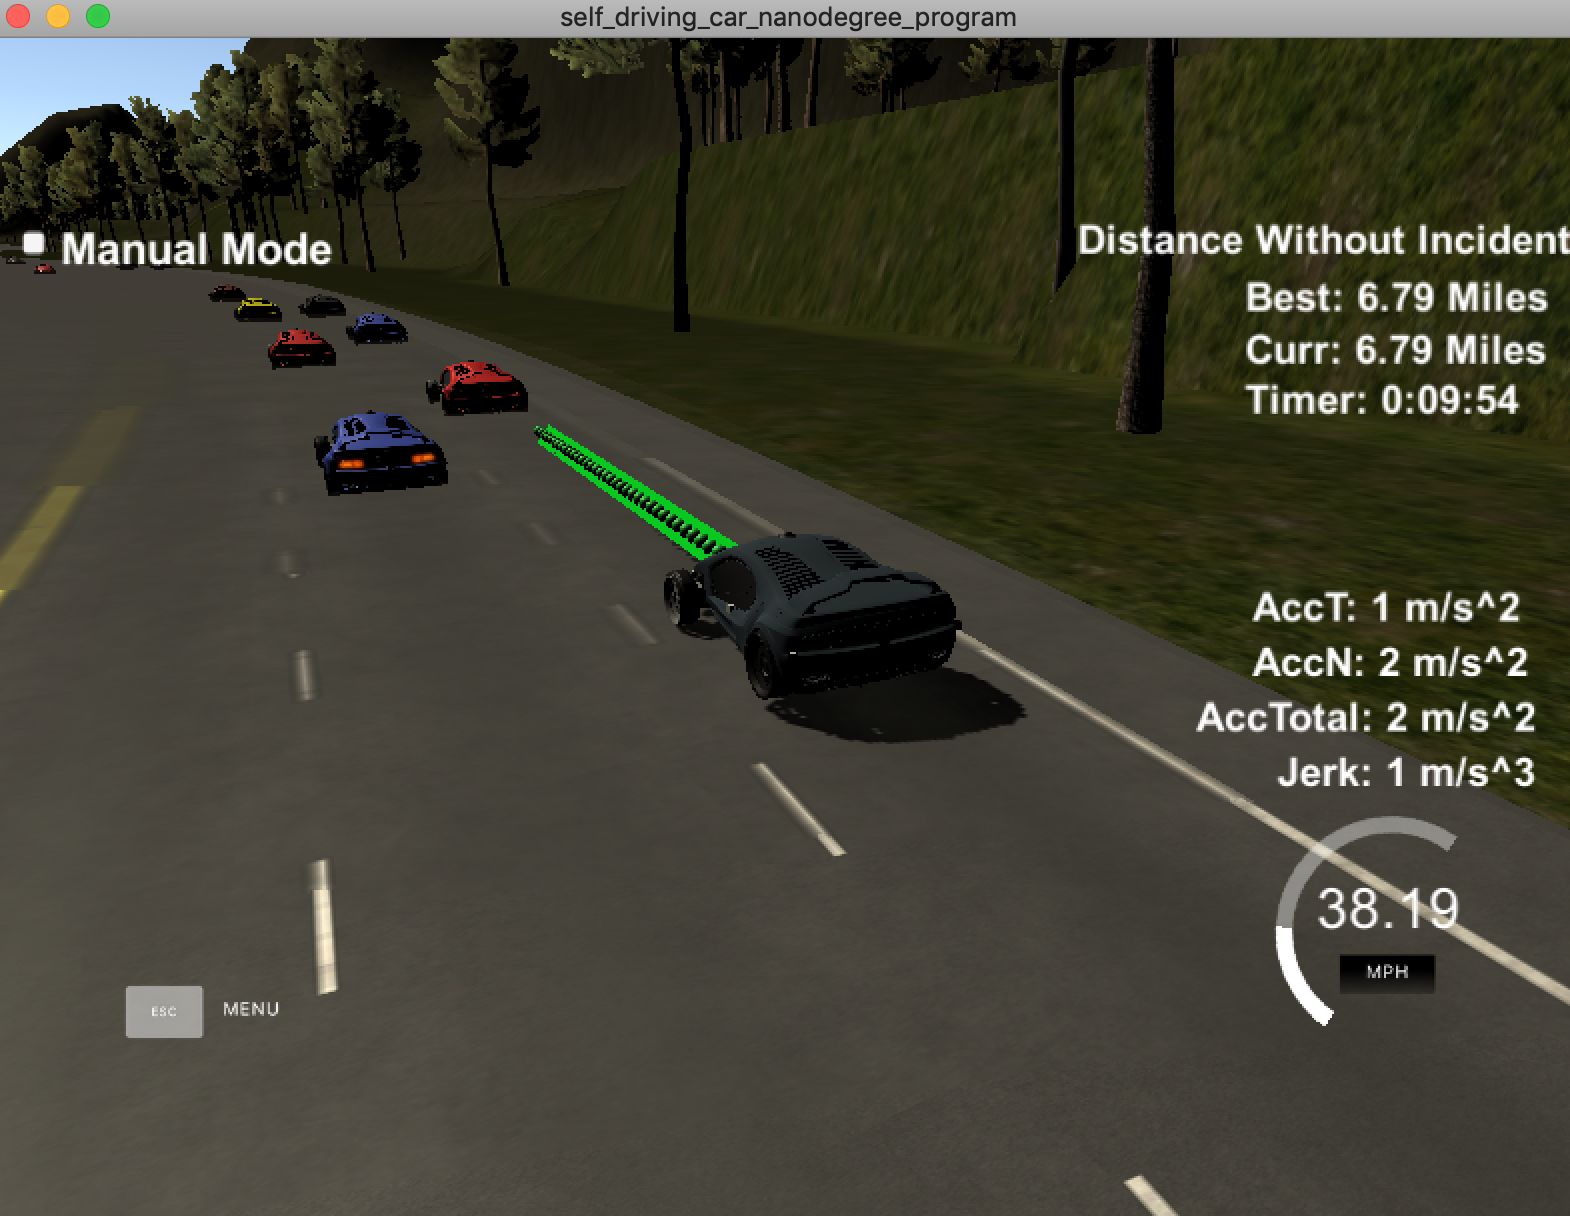 self_driving_car_nanodegree_program
Manual Mode
Distance Without Incident
Best: 6.79 Miles
Curr: 6.79 Miles
Timer: 0:09:54
AccT: 1 m/s^2
AccN: 2 m/s^2
AccTotal: 2 m/s^2
Jerk: 1 m/s^3
38.19
MPH
ESC MENU